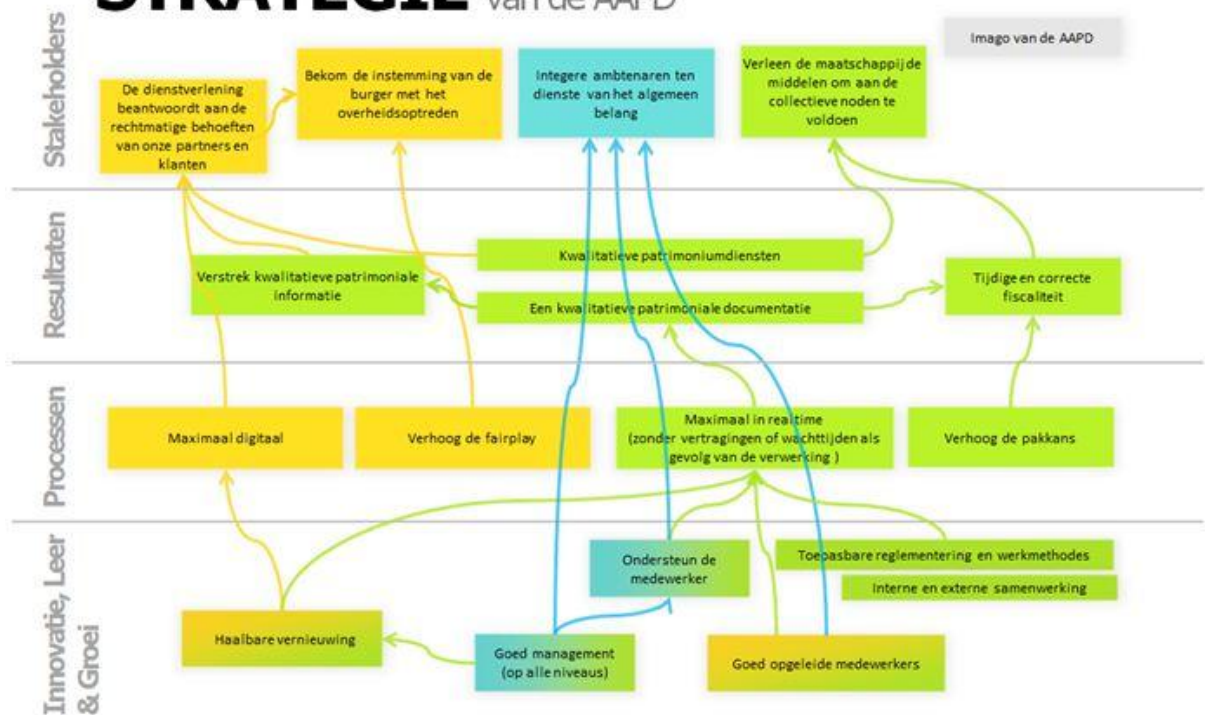 STRATEGIE van de AAPD
Stakeholders
De dienstverlening
beantwoordt aan de
rechtmatige behoeften
van onze partners en
klanten
Bekom de instemming van de
burger met het
overheidsoptreden
Integere ambtenaren ten
dienste van het algemeen
belang
Verleen de maatschappij de
middelen om aan de
collectieve noden te
voldoen
Imago van de AAPD
Resultaten
Verstrek kwalitatieve patrimoniale
informatie
Kwalitatieve patrimoniumdiensten
Een kwalitatieve patrimoniale documentatie
Tijdige en correcte
fiscaliteit
Processen
Maximaal digitaal
Verhoog de fairplay
Maximaal in real time
(zonder vertragingen of wachttijden als
gevolg van de verwerking )
Verhoog de pakkans
Innovatie, Leer
& Groei
Ondersteun de
medewerker
Toepasbare reglementering en werkmethodes
Interne en externe samenwerking
Haalbare vernieuwing
Goed management
(op alle niveaus)
Goed opgeleide medewerkers